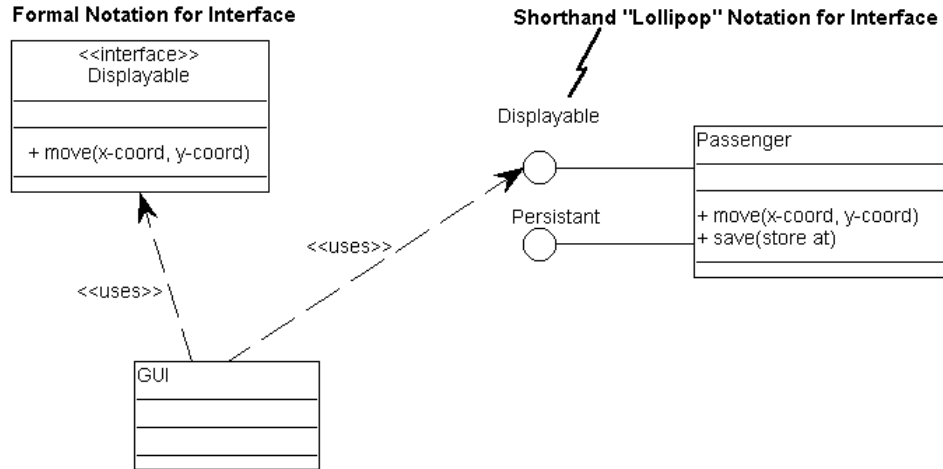 Formal Notation for Interface
Shorthand "Lollipop" Notation for Interface
<<interface>>
Displayable
+ move(x-coord, y-coord)
Displayable
Persistant
Passenger
+ move(x-coord, y-coord)
+ save(store at)
<<uses>>
<<uses>>
GUI